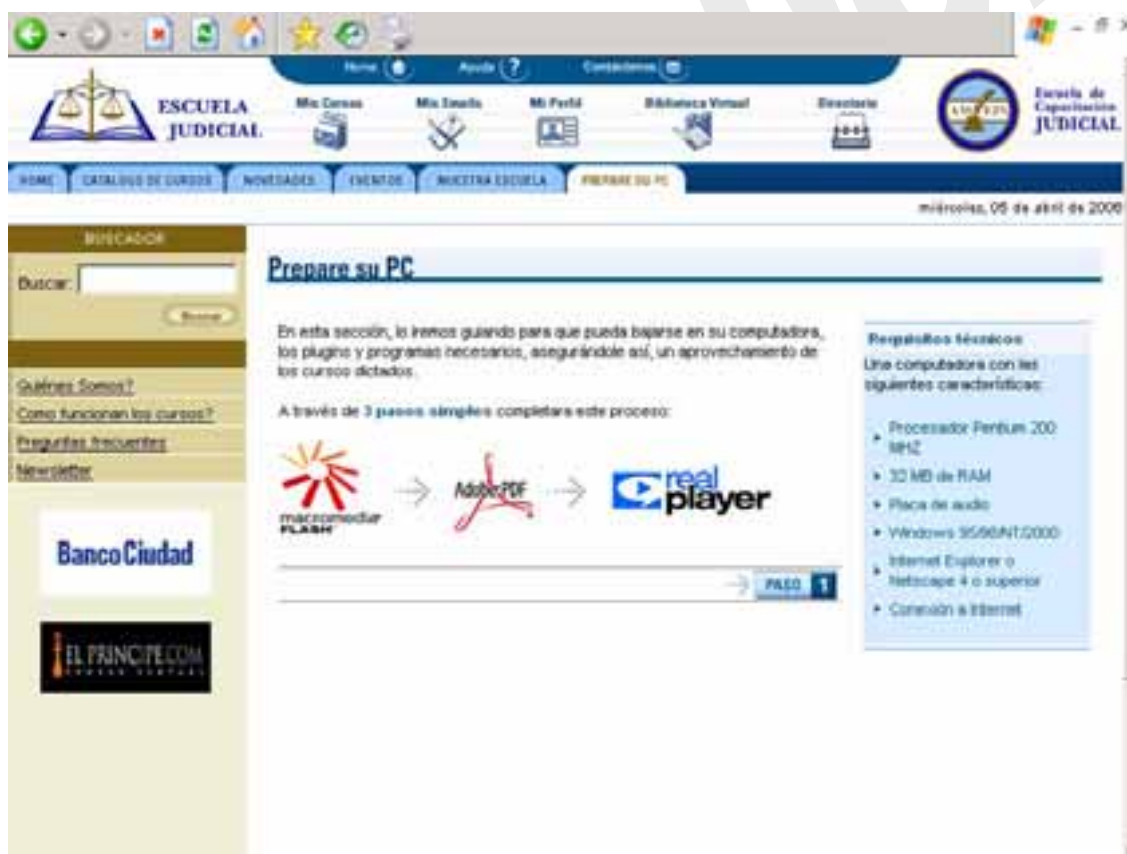 Home Ayuda ? Contáctenos
ESCUELA JUDICIAL
Mis Cursos Mis Emails Mi Perfil Biblioteca Virtual Directorio
Escuela de Capacitación JUDICIAL
HOME CATALOGO DE CURSOS NOVEDADES EVENTOS NUESTRA ESCUELA PREPARE SU PC
miércoles, 05 de abril de 2006
BUSCADOR
Buscar:
Buscar
Quiénes Somos?
Como funcionan los cursos?
Preguntas frecuentes
Newsletter
Banco Ciudad
EL PRINCIPE.COM
Prepare su PC
En esta sección, lo iremos guiando para que pueda bajarse en su computadora,
los plugins y programas necesarios, asegurándole así, un aprovechamiento de
los cursos dictados.
A través de 3 pasos simples completara este proceso:
macromedia FLASH
Adobe PDF
real player
PASO 1
Requisitos técnicos
Una computadora con las
siguientes características:
Procesador Pentium 200
MHZ
32 MB de RAM
Placa de audio
Windows 95/98/NT/2000
Internet Explorer o
Netscape 4 o superior
Conexión a Internet